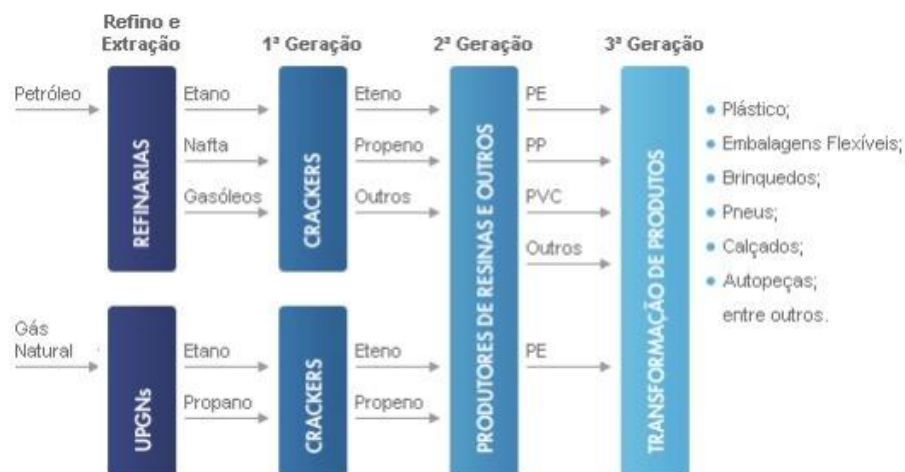 Refino e
Extração
1ª Geração
2ª Geração
3ª Geração
Petróleo
REFINARIAS
Etano
Nafta
Gasóleos
CRACKERS
Eteno
Propeno
Outros
PRODUTORES DE RESINAS E OUTROS
PE
PP
PVC
Outros
TRANSFORMAÇÃO DE PRODUTOS
• Plástico;
• Embalagens Flexíveis;
• Brinquedos;
• Pneus;
• Calçados;
• Autopeças;
entre outros.
Gás
Natural
UPGNs
Etano
Propano
CRACKERS
Eteno
Propeno
PE